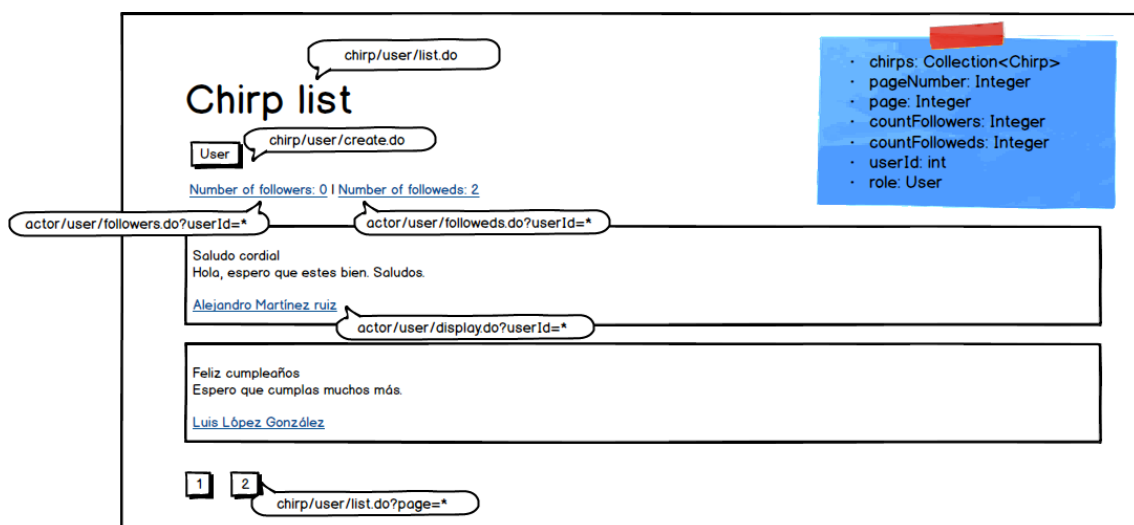 chirp/user/list.do
Chirp list
User
chirp/user/create.do
Number of followers: 0 | Number of followeds: 2
actor/user/followers.do?userId=*
actor/user/followeds.do?userId=*
Saludo cordial
Hola, espero que estes bien. Saludos.
Alejandro Martínez ruiz
actor/user/display.do?userId=*
Feliz cumpleaños
Espero que cumplas muchos más.
Luis López González
1 2
chirp/user/list.do?page=*
· chirps: Collection<Chirp>
· pageNumber: Integer
· page: Integer
· countFollowers: Integer
· countFolloweds: Integer
· userId: int
· role: User